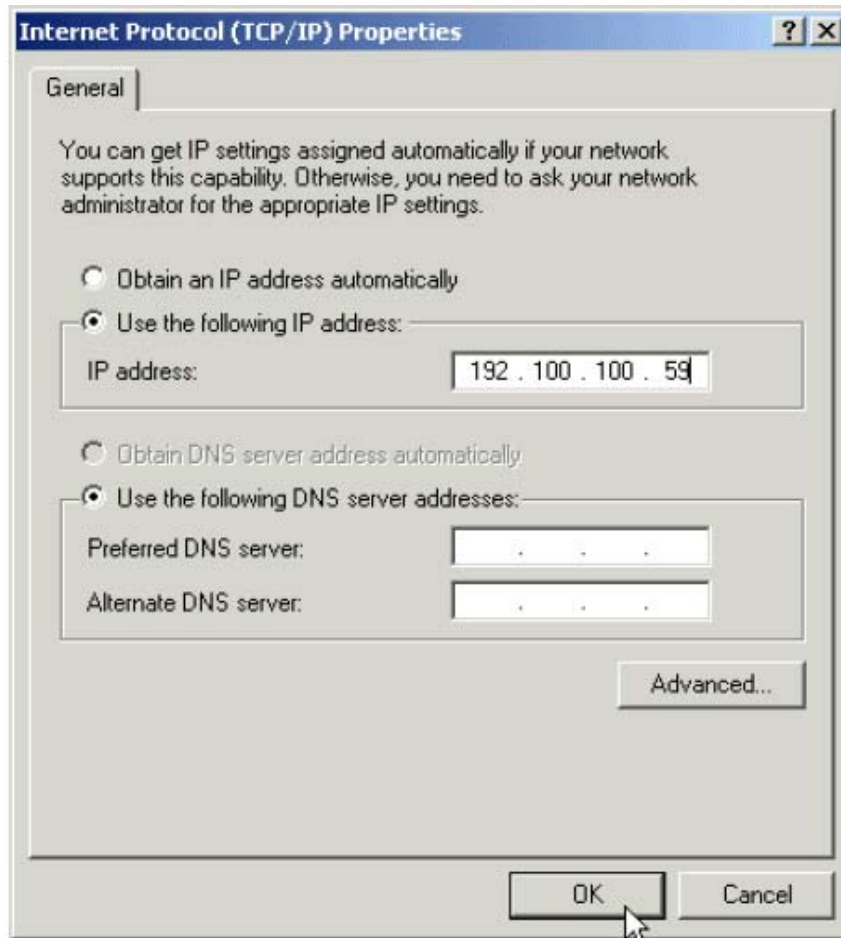 Internet Protocol (TCP/IP) Properties
General
You can get IP settings assigned automatically if your network
supports this capability. Otherwise, you need to ask your network
administrator for the appropriate IP settings.
Obtain an IP address automatically
Use the following IP address:
IP address: 192 . 100 . 100 . 59
Obtain DNS server address automatically
Use the following DNS server addresses:
Preferred DNS server: . . .
Alternate DNS server: . . .
Advanced...
OK Cancel